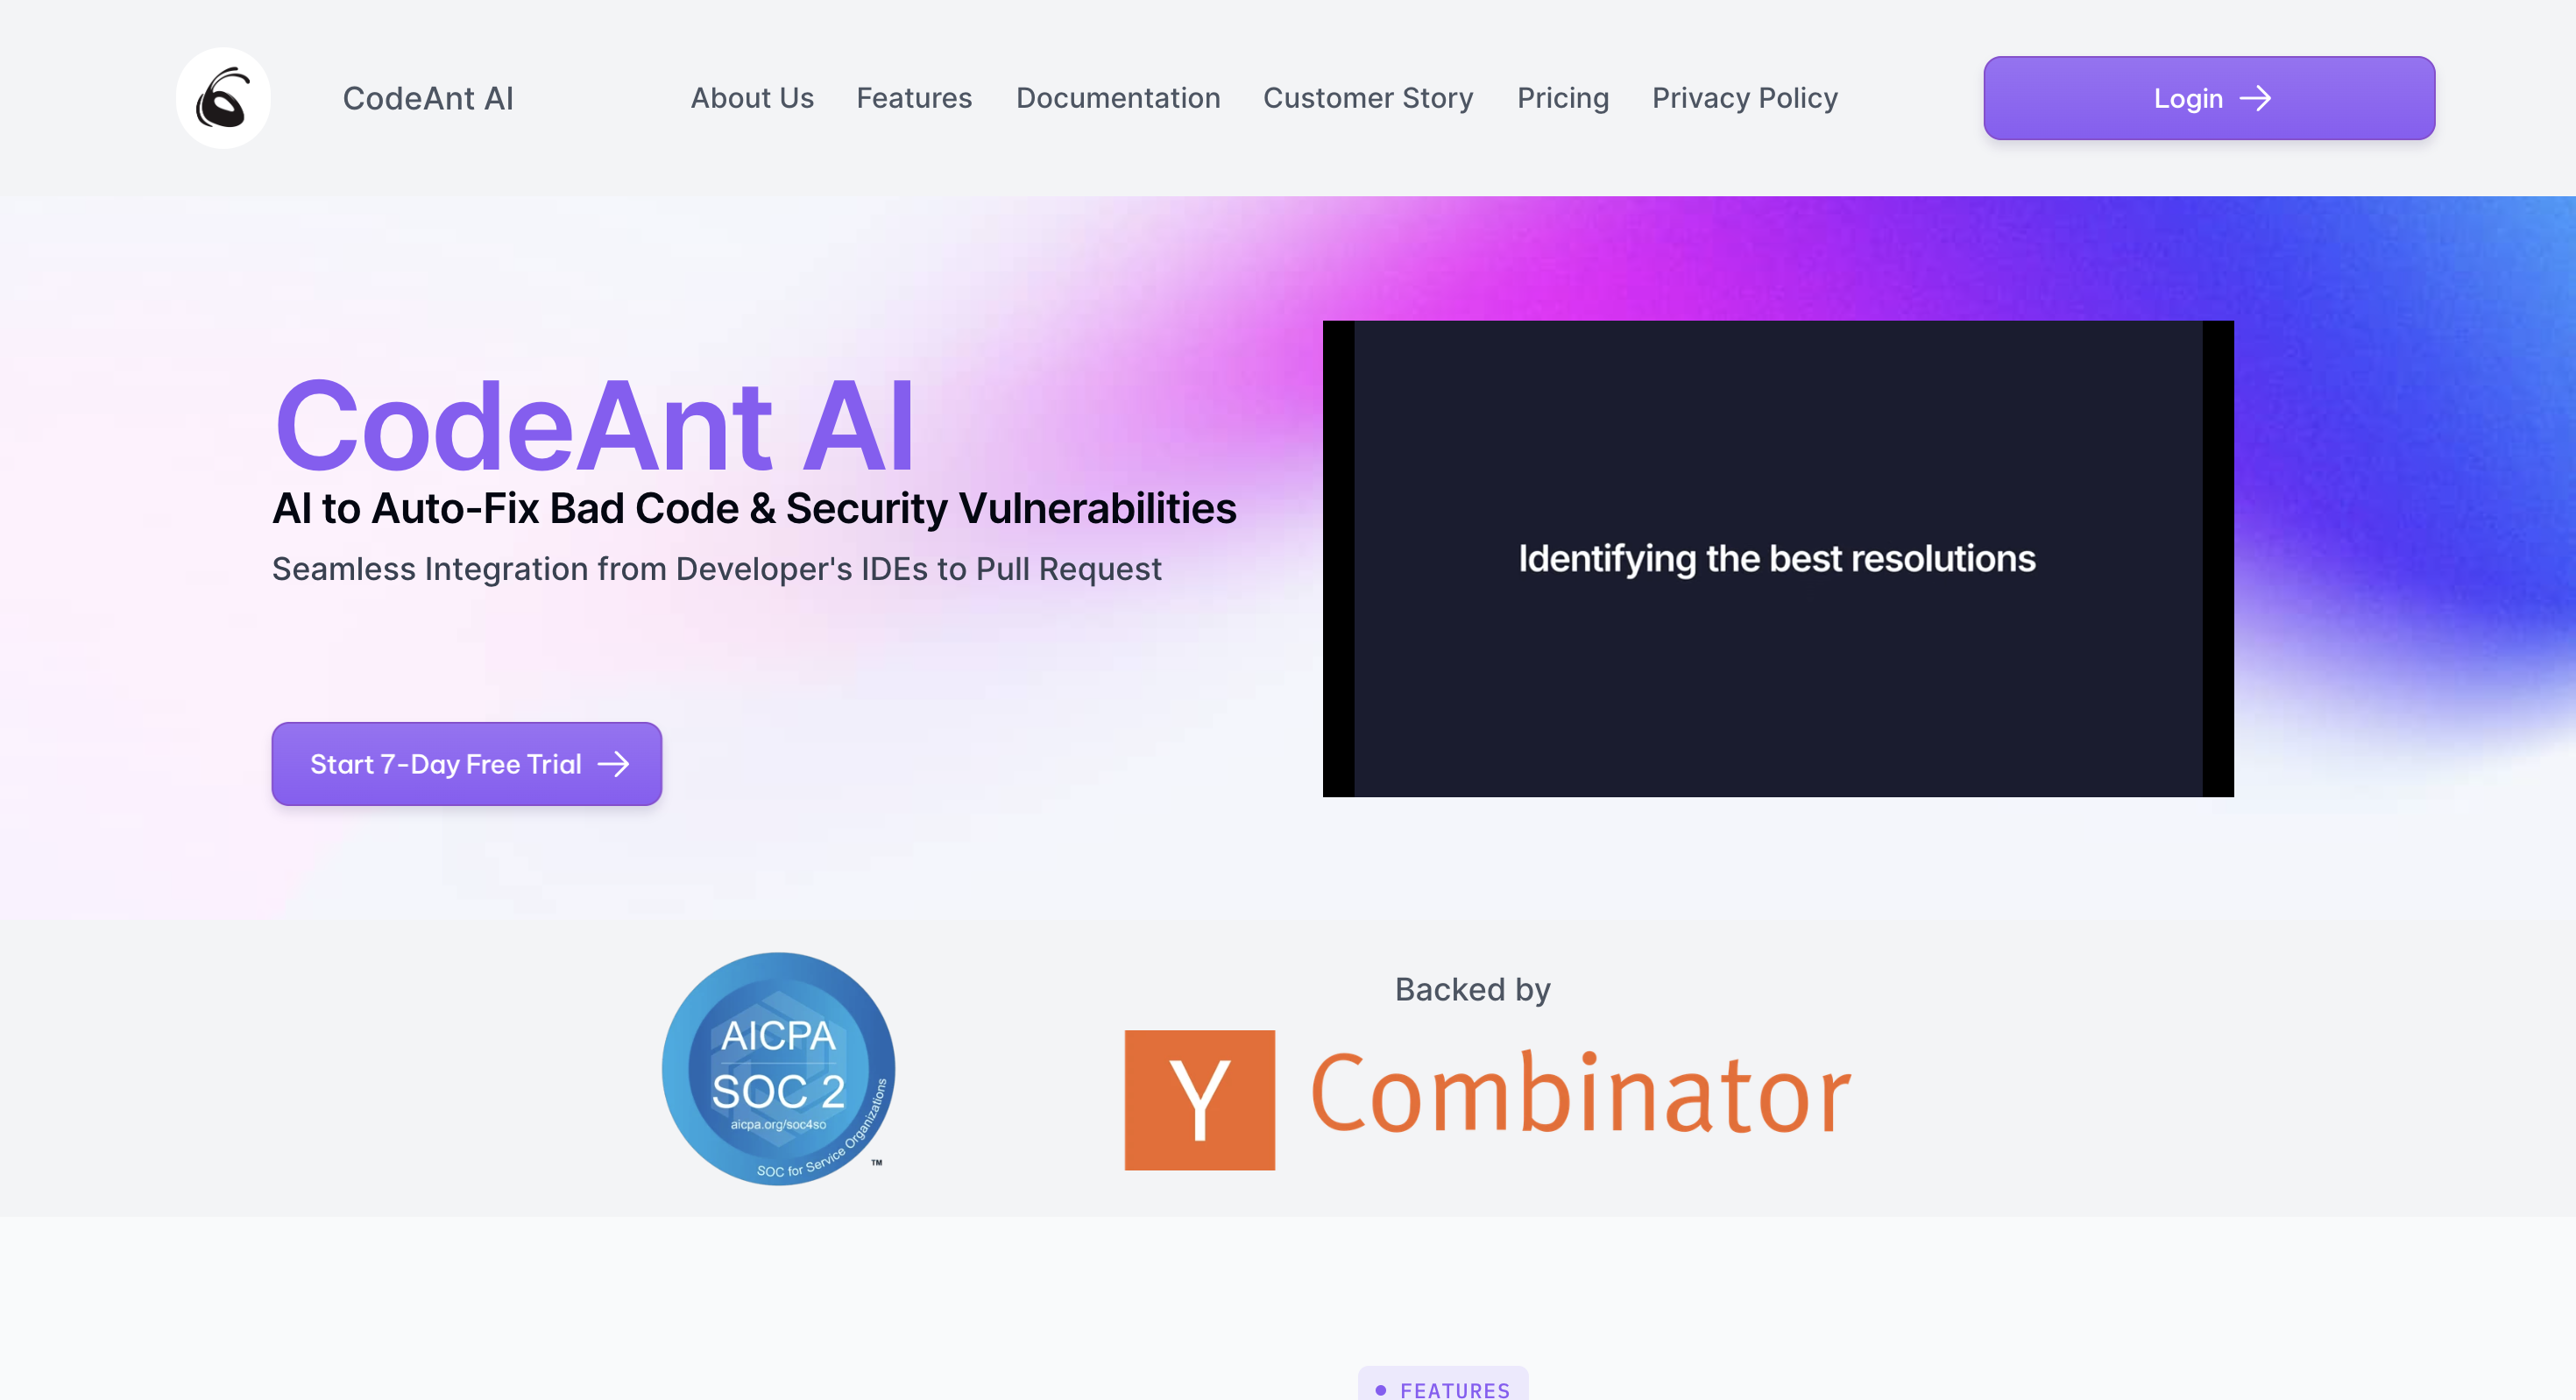 CodeAnt AI
About Us
Features
Documentation
Customer Story
Pricing
Privacy Policy
Login
CodeAnt AI
AI to Auto-Fix Bad Code & Security Vulnerabilities
Seamless Integration from Developer's IDEs to Pull Request
Start 7-Day Free Trial
Identifying the best resolutions
AICPA
SOC 2
aicpa.org/soc4so
SOC for Service Organizations
TM
Backed by
Y Combinator
FEATURES